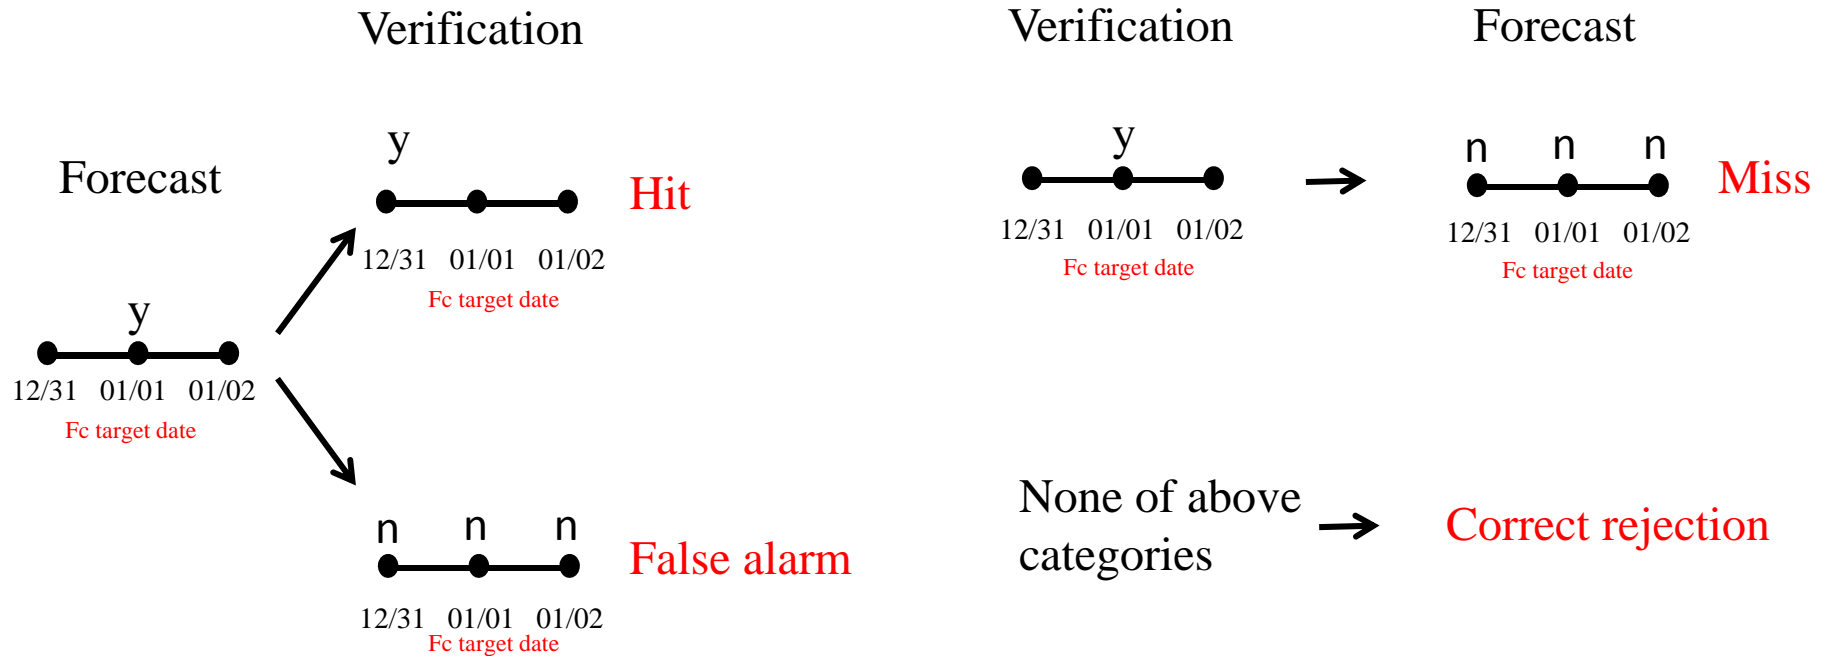 Verification
Forecast
y
12/31 01/01 01/02
Fc target date
y
12/31 01/01 01/02
Fc target date
Hit
n n n
12/31 01/01 01/02
Fc target date
False alarm
Verification
Forecast
y
12/31 01/01 01/02
Fc target date
n n n
12/31 01/01 01/02
Fc target date
Miss
None of above
categories
Correct rejection